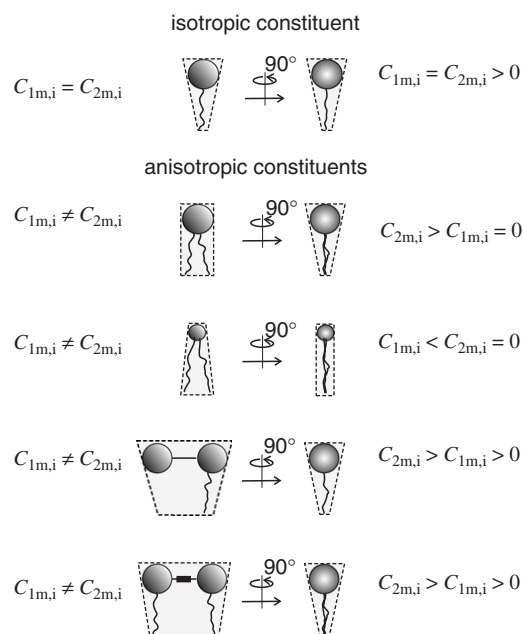 isotropic constituent
C1m,i = C2m,i 90° C1m,i = C2m,i > 0
anisotropic constituents
C1m,i ≠ C2m,i 90° C2m,i > C1m,i = 0
C1m,i ≠ C2m,i 90° C1m,i < C2m,i = 0
C1m,i ≠ C2m,i 90° C2m,i > C1m,i > 0
C1m,i ≠ C2m,i 90° C2m,i > C1m,i > 0